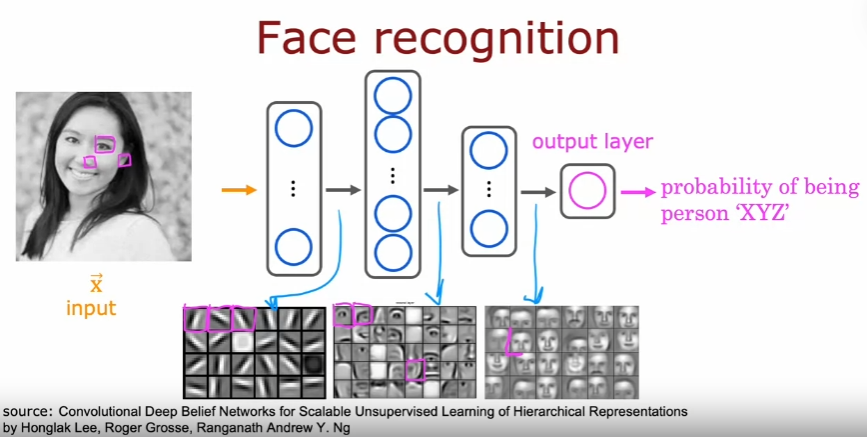 Face recognition
output layer
probability of being
person ‘XYZ’
x
input
source: Convolutional Deep Belief Networks for Scalable Unsupervised Learning of Hierarchical Representations
by Honglak Lee, Roger Grosse, Ranganath Andrew Y. Ng